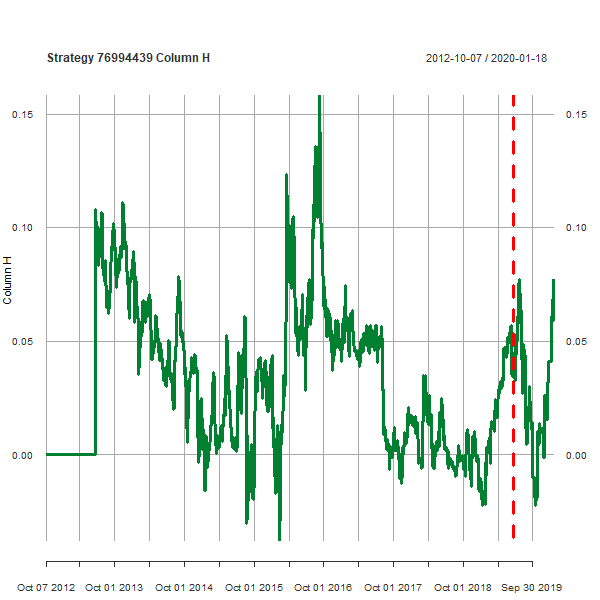 Strategy 76994439 Column H 2012-10-07 / 2020-01-18
0.15 0.15
0.10 0.10
Column H
0.05 0.05
0.00 0.00
Oct 07 2012 Oct 01 2013 Oct 01 2014 Oct 01 2015 Oct 01 2016 Oct 01 2017 Oct 01 2018 Sep 30 2019